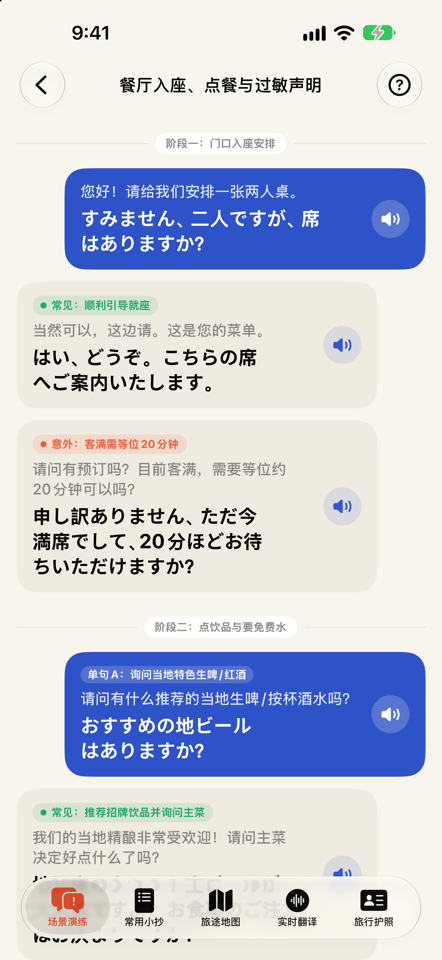 9:41
餐厅入座、点餐与过敏声明
阶段一：门口入座安排
您好！请给我们安排一张两人桌。
すみません、二人ですが、席
はありますか?
常见：顺利引导就座
当然可以，这边请。这是您的菜单。
はい、どうぞ。こちらの席
へご案内いたします。
意外：客满需等位20分钟
请问有预订吗？目前客满，需要等位约
20分钟可以吗？
申し訳ありません、ただ今
満席でして、20分ほどお待
ちいただけますか?
阶段二：点饮品与要免费水
单句A：询问当地特色生啤/红酒
请问有什么推荐的当地生啤/按杯酒水吗？
おすすめの地ビール
はありますか?
常见：推荐招牌饮品并询问主菜
我们的当地精酿非常受欢迎！请问主菜
决定好点什么了吗？
场景演练
常用小抄
旅途地图
实时翻译
旅行护照